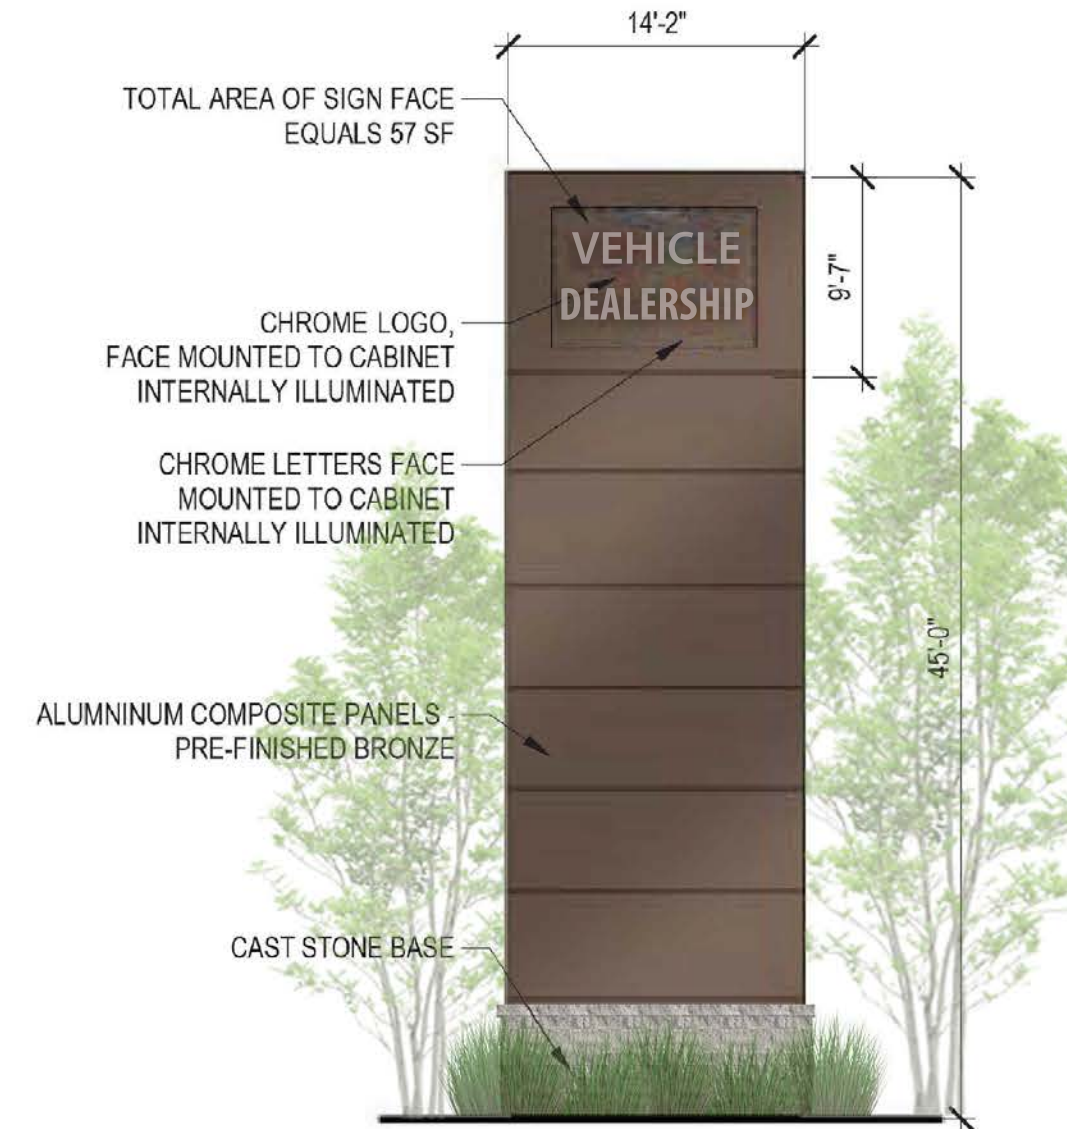 14'-2"
TOTAL AREA OF SIGN FACE
EQUALS 57 SF
VEHICLE
DEALERSHIP
9'-7"
CHROME LOGO,
FACE MOUNTED TO CABINET
INTERNALLY ILLUMINATED
CHROME LETTERS FACE
MOUNTED TO CABINET
INTERNALLY ILLUMINATED
45'-0"
ALUMNINUM COMPOSITE PANELS -
PRE-FINISHED BRONZE
CAST STONE BASE